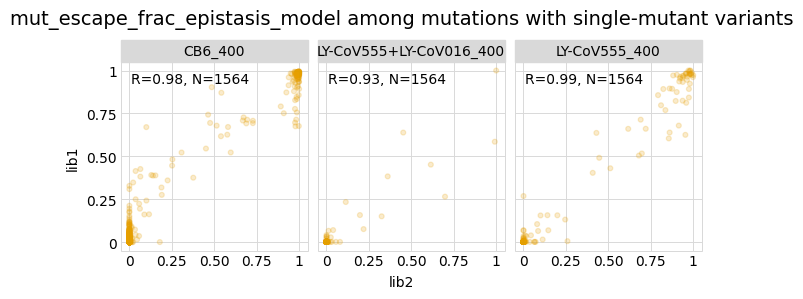 mut_escape_frac_epistasis_model among mutations with single-mutant variants
CB6_400
LY-CoV555+LY-CoV016_400
LY-CoV555_400
R=0.98, N=1564
R=0.93, N=1564
R=0.99, N=1564
1
0.75
0.50
0.25
0
lib1
0 0.25 0.50 0.75 1
0 0.25 0.50 0.75 1
0 0.25 0.50 0.75 1
lib2